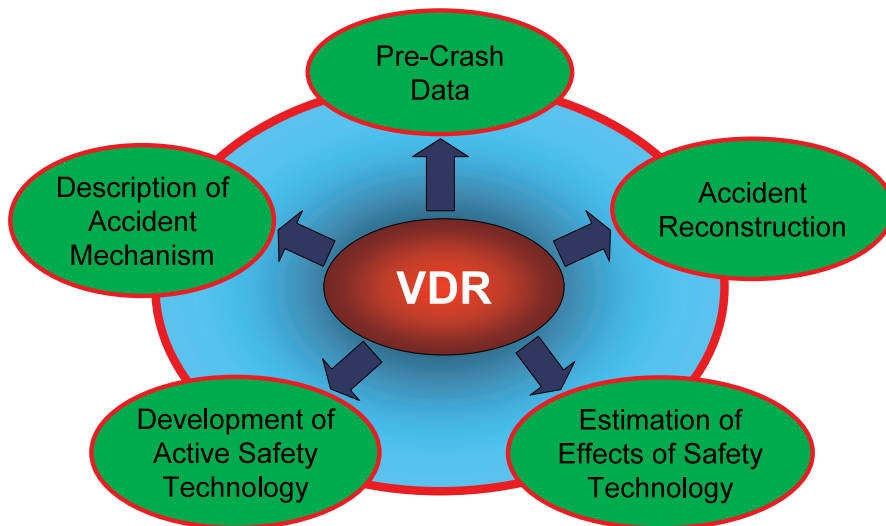 Pre-Crash
Data
Description of
Accident
Mechanism
Accident
Reconstruction
VDR
Development of
Active Safety
Technology
Estimation of
Effects of Safety
Technology